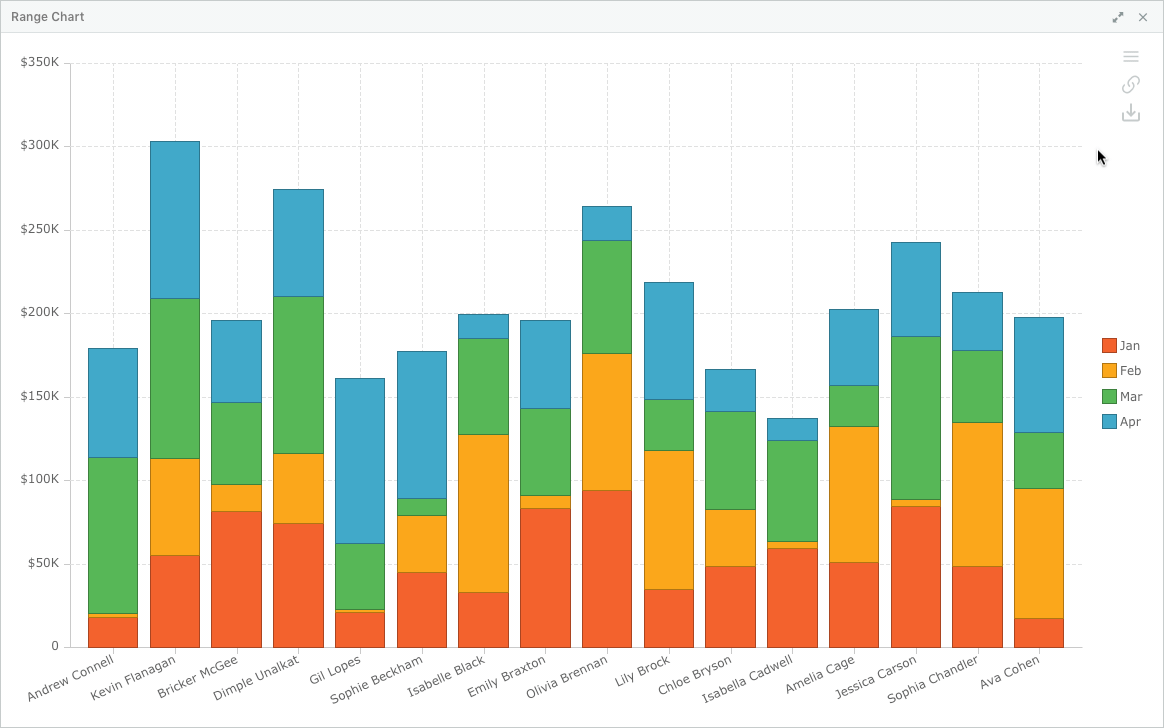 Range Chart
$350K
$300K
$250K
$200K
$150K
$100K
$50K
0
Andrew Connell
Kevin Flanagan
Bricker McGee
Dimple Unalkat
Gil Lopes
Sophie Beckham
Isabelle Black
Emily Braxton
Olivia Brennan
Lily Brock
Chloe Bryson
Isabella Cadwell
Amelia Cage
Jessica Carson
Sophia Chandler
Ava Cohen
Jan
Feb
Mar
Apr